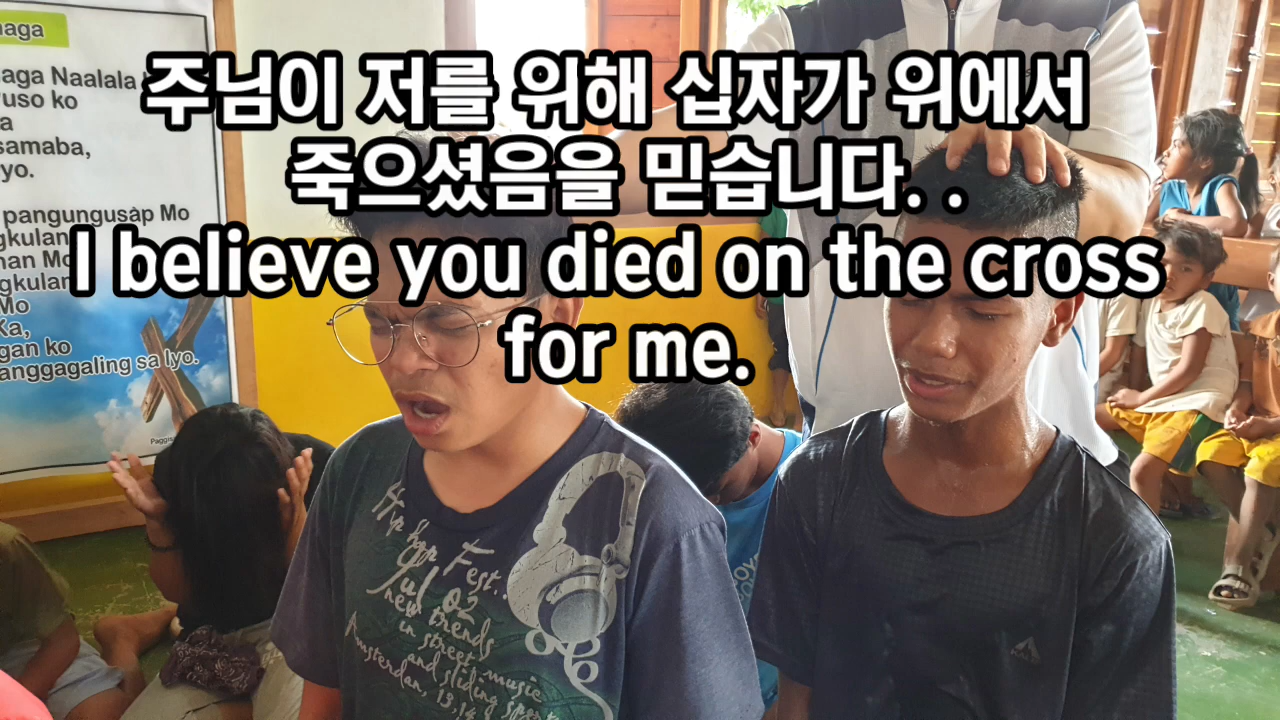 주님이 저를 위해 십자가 위에서
죽으셨음을 믿습니다. .
I believe you died on the cross
for me.
naga
Naalala
uso ko
samaba,
yo.
pangungusap Mo
Mo
Ka,
gan ko
anggagaling sa Iyo.
Hip hop Fest..
Jul 02
new trends
in street music
and sliding
Amsterdan, 13,14